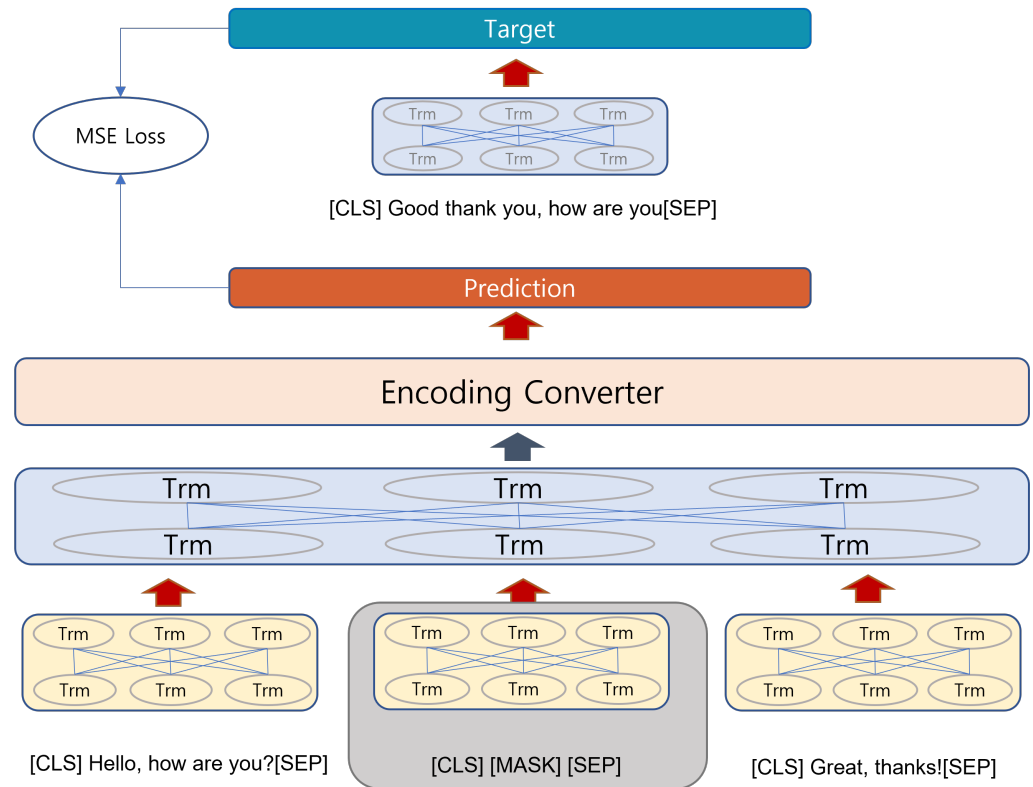 Target
MSE Loss
Trm Trm Trm
Trm Trm Trm
[CLS] Good thank you, how are you[SEP]
Prediction
Encoding Converter
Trm Trm Trm
Trm Trm Trm
Trm Trm Trm
Trm Trm Trm
[CLS] Hello, how are you?[SEP]
Trm Trm Trm
Trm Trm Trm
[CLS] [MASK] [SEP]
Trm Trm Trm
Trm Trm Trm
[CLS] Great, thanks![SEP]